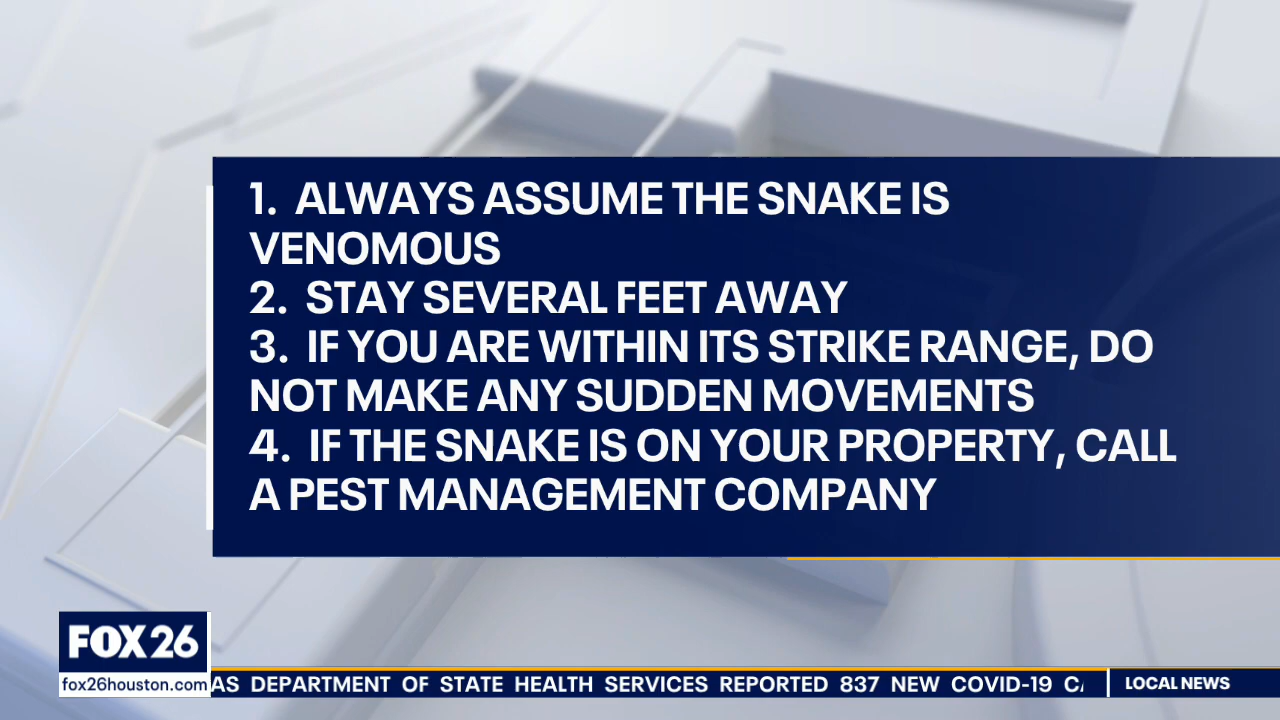 1. ALWAYS ASSUME THE SNAKE IS
VENOMOUS
2. STAY SEVERAL FEET AWAY
3. IF YOU ARE WITHIN ITS STRIKE RANGE, DO
NOT MAKE ANY SUDDEN MOVEMENTS
4. IF THE SNAKE IS ON YOUR PROPERTY, CALL
A PEST MANAGEMENT COMPANY
FOX 26
fox26houston.com
AS DEPARTMENT OF STATE HEALTH SERVICES REPORTED 837 NEW COVID-19
LOCAL NEWS